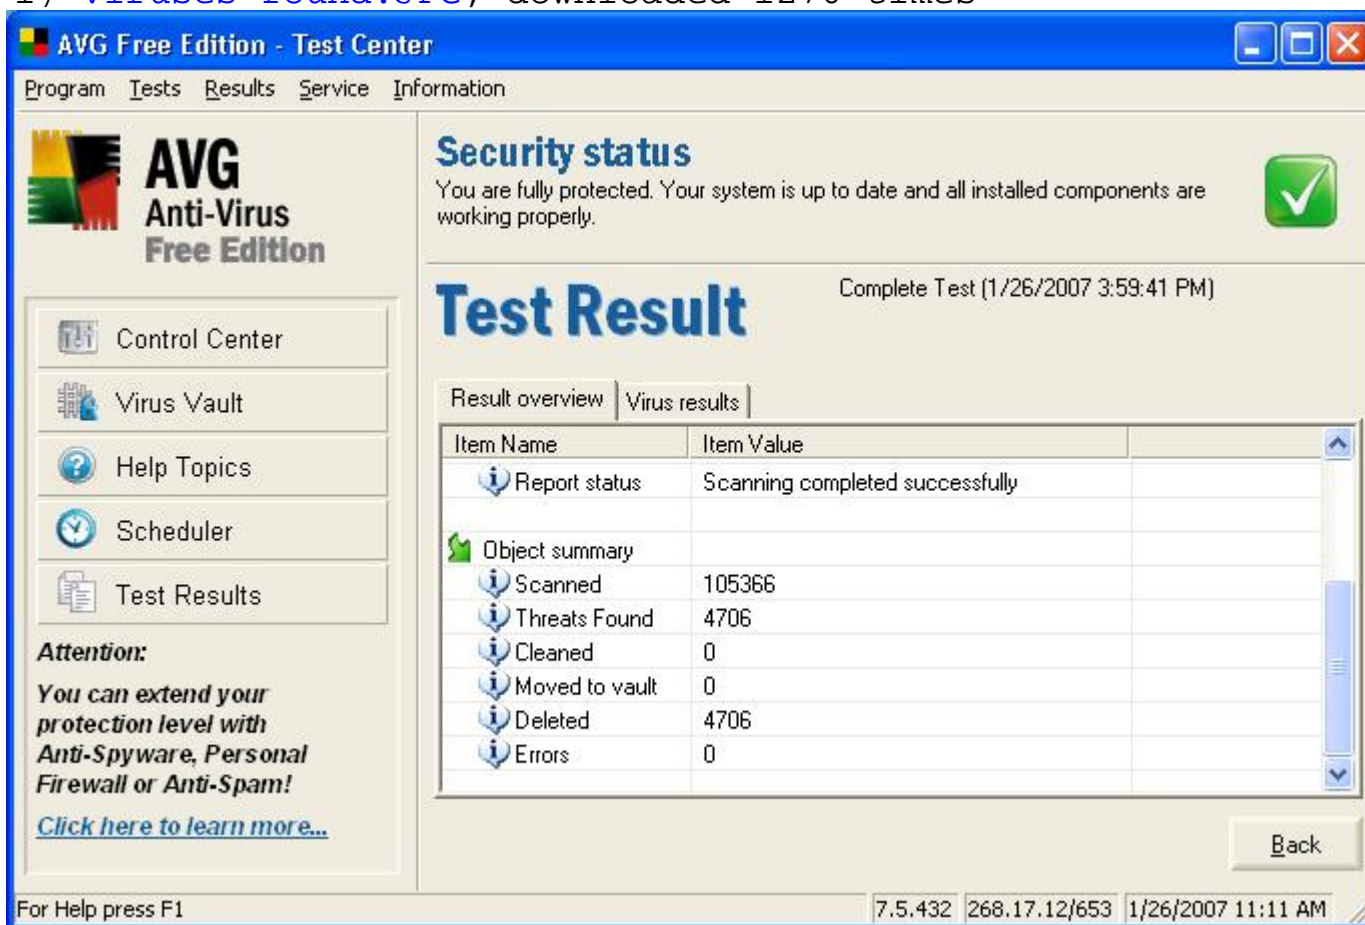 AVG Free Edition - Test Center
Program Tests Results Service Information
AVG
Anti-Virus
Free Edition
Control Center
Virus Vault
Help Topics
Scheduler
Test Results
Attention:
You can extend your
protection level with
Anti-Spyware, Personal
Firewall or Anti-Spam!
Click here to learn more...
Security status
You are fully protected. Your system is up to date and all installed components are
working properly.
Test Result
Complete Test (1/26/2007 3:59:41 PM)
Result overview Virus results
Item Name Item Value
Report status Scanning completed successfully
Object summary
Scanned 105366
Threats Found 4706
Cleaned 0
Moved to vault 0
Deleted 4706
Errors 0
Back
For Help press F1 7.5.432 268.17.12/653 1/26/2007 11:11 AM